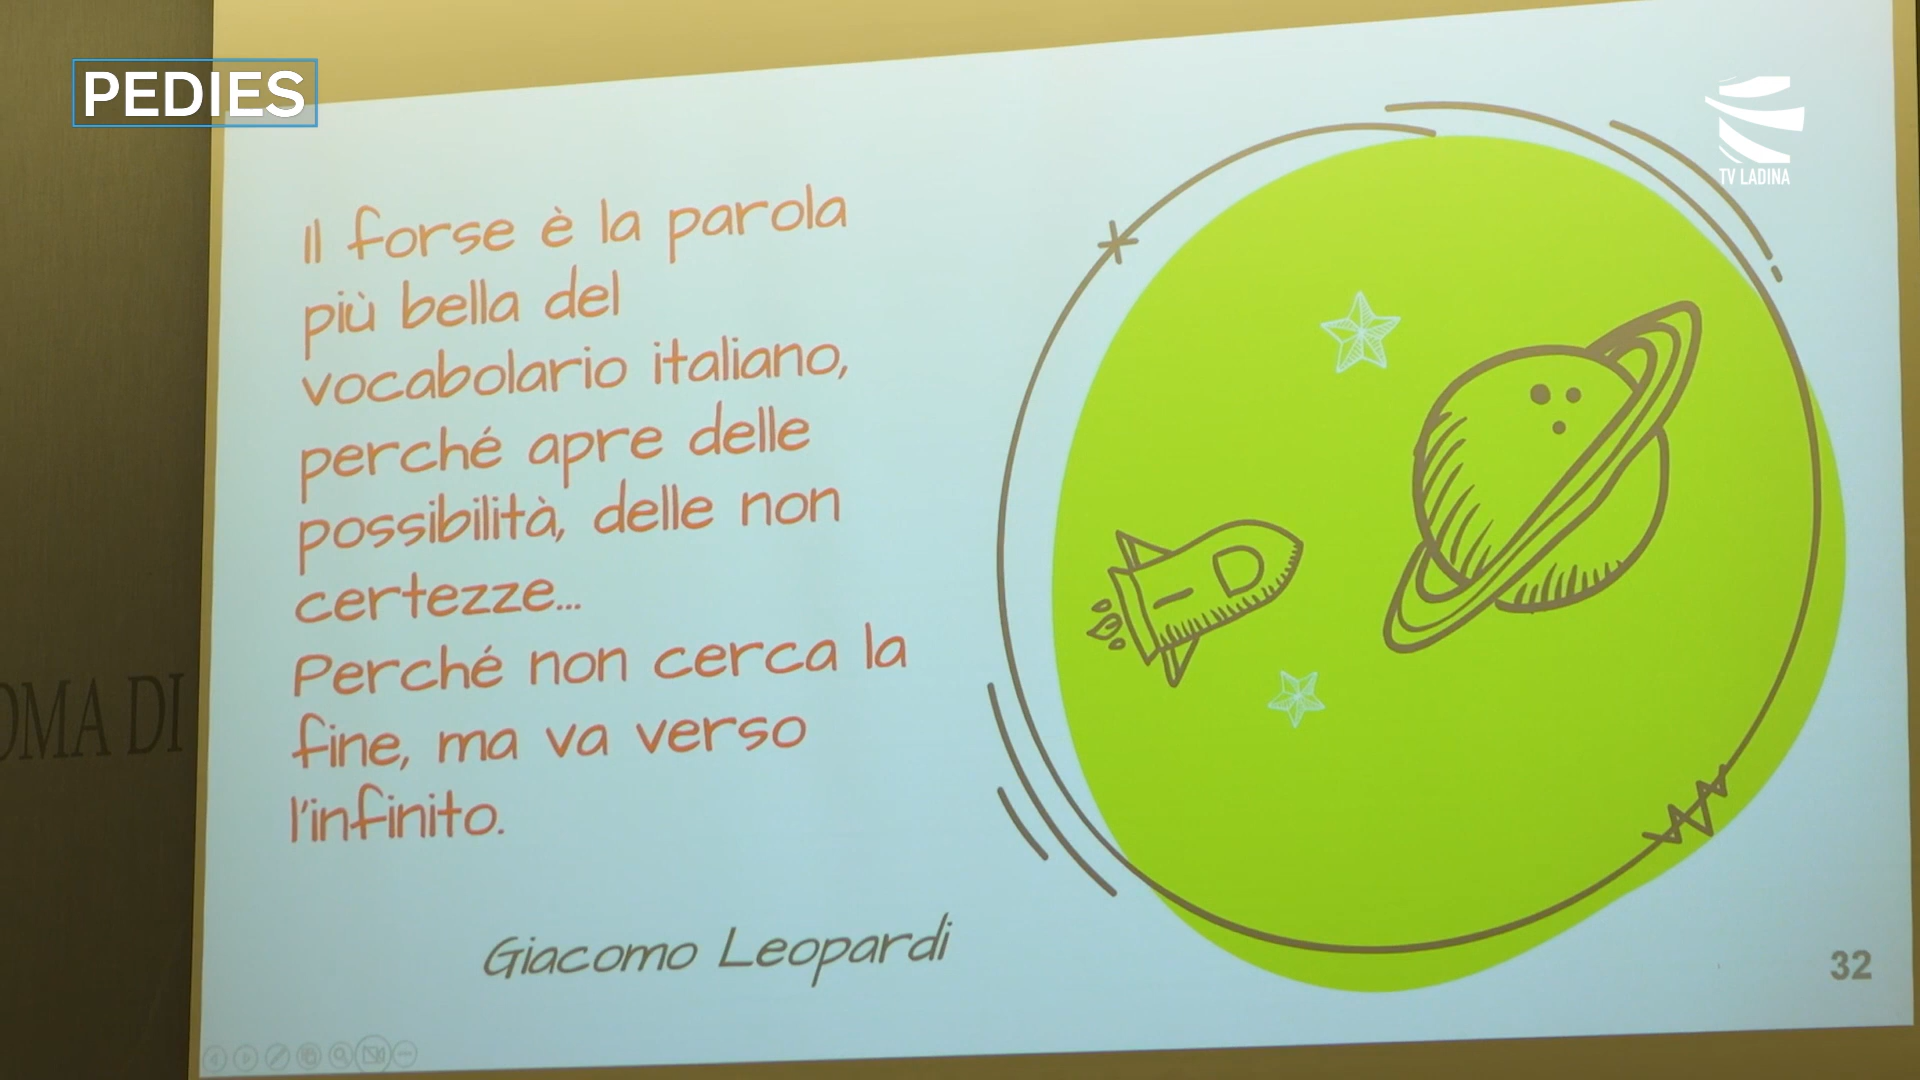 PEDIES
TV LADINA
Il forse è la parola
più bella del
vocabolario italiano,
perché apre delle
possibilità, delle non
certezze...
Perché non cerca la
fine, ma va verso
l'infinito.
Giacomo Leopardi
32
OMA DI